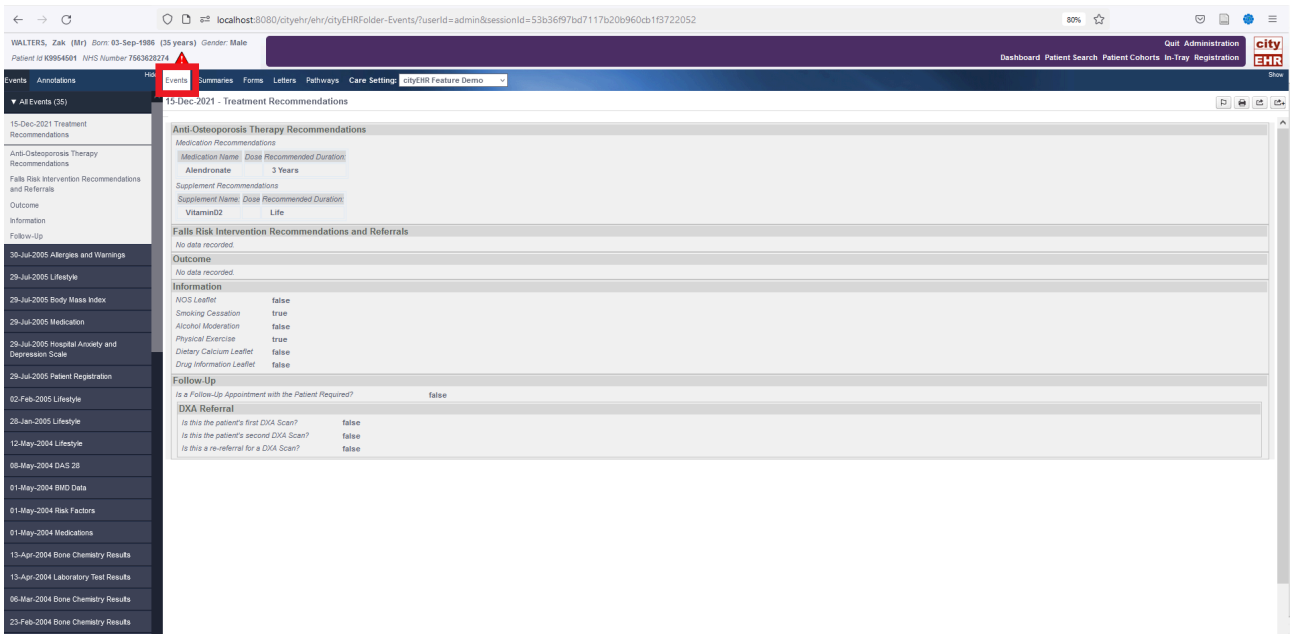 localhost:8080/cityehr/ehr/cityEHRFolder-Events/?userId=admin&sessionId=53b36f97bd7117b20b960cb1f3722052
80%
WALTERS, Zak (Mr) Born: 03-Sep-1986 (35 years) Gender: Male
Patient Id K9954501 NHS Number 7563628274
Quit Administration
Dashboard Patient Search Patient Cohorts In-Tray Registration
city
EHR
Events Annotations Hide
Events Summaries Forms Letters Pathways Care Setting: cityEHR Feature Demo
Show
▼ All Events (35)
15-Dec-2021 Treatment
Recommendations
Anti-Osteoporosis Therapy
Recommendations
Falls Risk Intervention Recommendations
and Referrals
Outcome
Information
Follow-Up
30-Jul-2005 Allergies and Warnings
29-Jul-2005 Lifestyle
29-Jul-2005 Body Mass Index
29-Jul-2005 Medication
29-Jul-2005 Hospital Anxiety and
Depression Scale
29-Jul-2005 Patient Registration
02-Feb-2005 Lifestyle
28-Jan-2005 Lifestyle
12-May-2004 Lifestyle
08-May-2004 DAS 28
01-May-2004 BMD Data
01-May-2004 Risk Factors
01-May-2004 Medications
13-Apr-2004 Bone Chemistry Results
13-Apr-2004 Laboratory Test Results
06-Mar-2004 Bone Chemistry Results
23-Feb-2004 Bone Chemistry Results
15-Dec-2021 - Treatment Recommendations
Anti-Osteoporosis Therapy Recommendations
Medication Recommendations
Medication Name: Dose Recommended Duration:
Alendronate 3 Years
Supplement Recommendations
Supplement Name: Dose Recommended Duration:
VitaminD2 Life
Falls Risk Intervention Recommendations and Referrals
No data recorded.
Outcome
No data recorded.
Information
NOS Leaflet false
Smoking Cessation true
Alcohol Moderation false
Physical Exercise true
Dietary Calcium Leaflet false
Drug Information Leaflet false
Follow-Up
Is a Follow-Up Appointment with the Patient Required? false
DXA Referral
Is this the patient's first DXA Scan? false
Is this the patient's second DXA Scan? false
Is this a re-referral for a DXA Scan? false